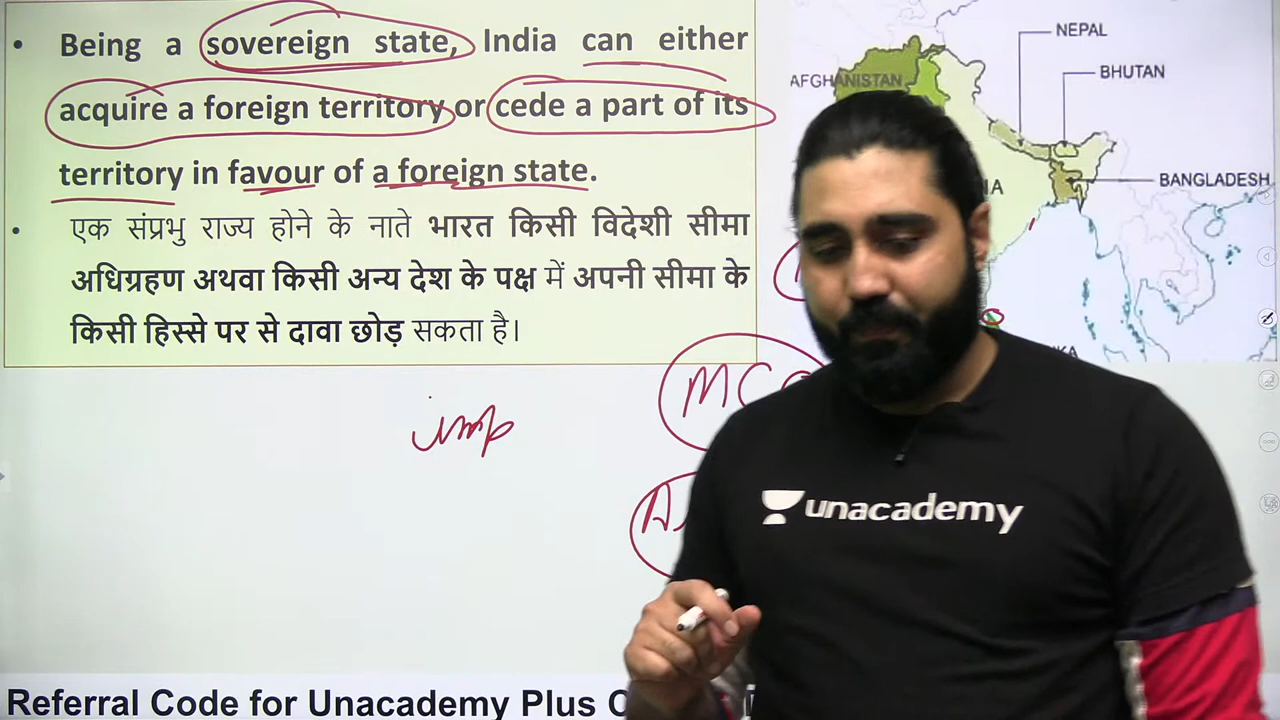 • Being a sovereign state, India can either
acquire a foreign territory or cede a part of its
territory in favour of a foreign state.
• एक संप्रभु राज्य होने के नाते भारत किसी विदेशी सीमा
अधिग्रहण अथवा किसी अन्य देश के पक्ष में अपनी सीमा के
किसी हिस्से पर से दावा छोड़ सकता है।
NEPAL
BHUTAN
AFGHANISTAN
BANGLADESH
imp
MC
unacademy
Referral Code for Unacademy Plus